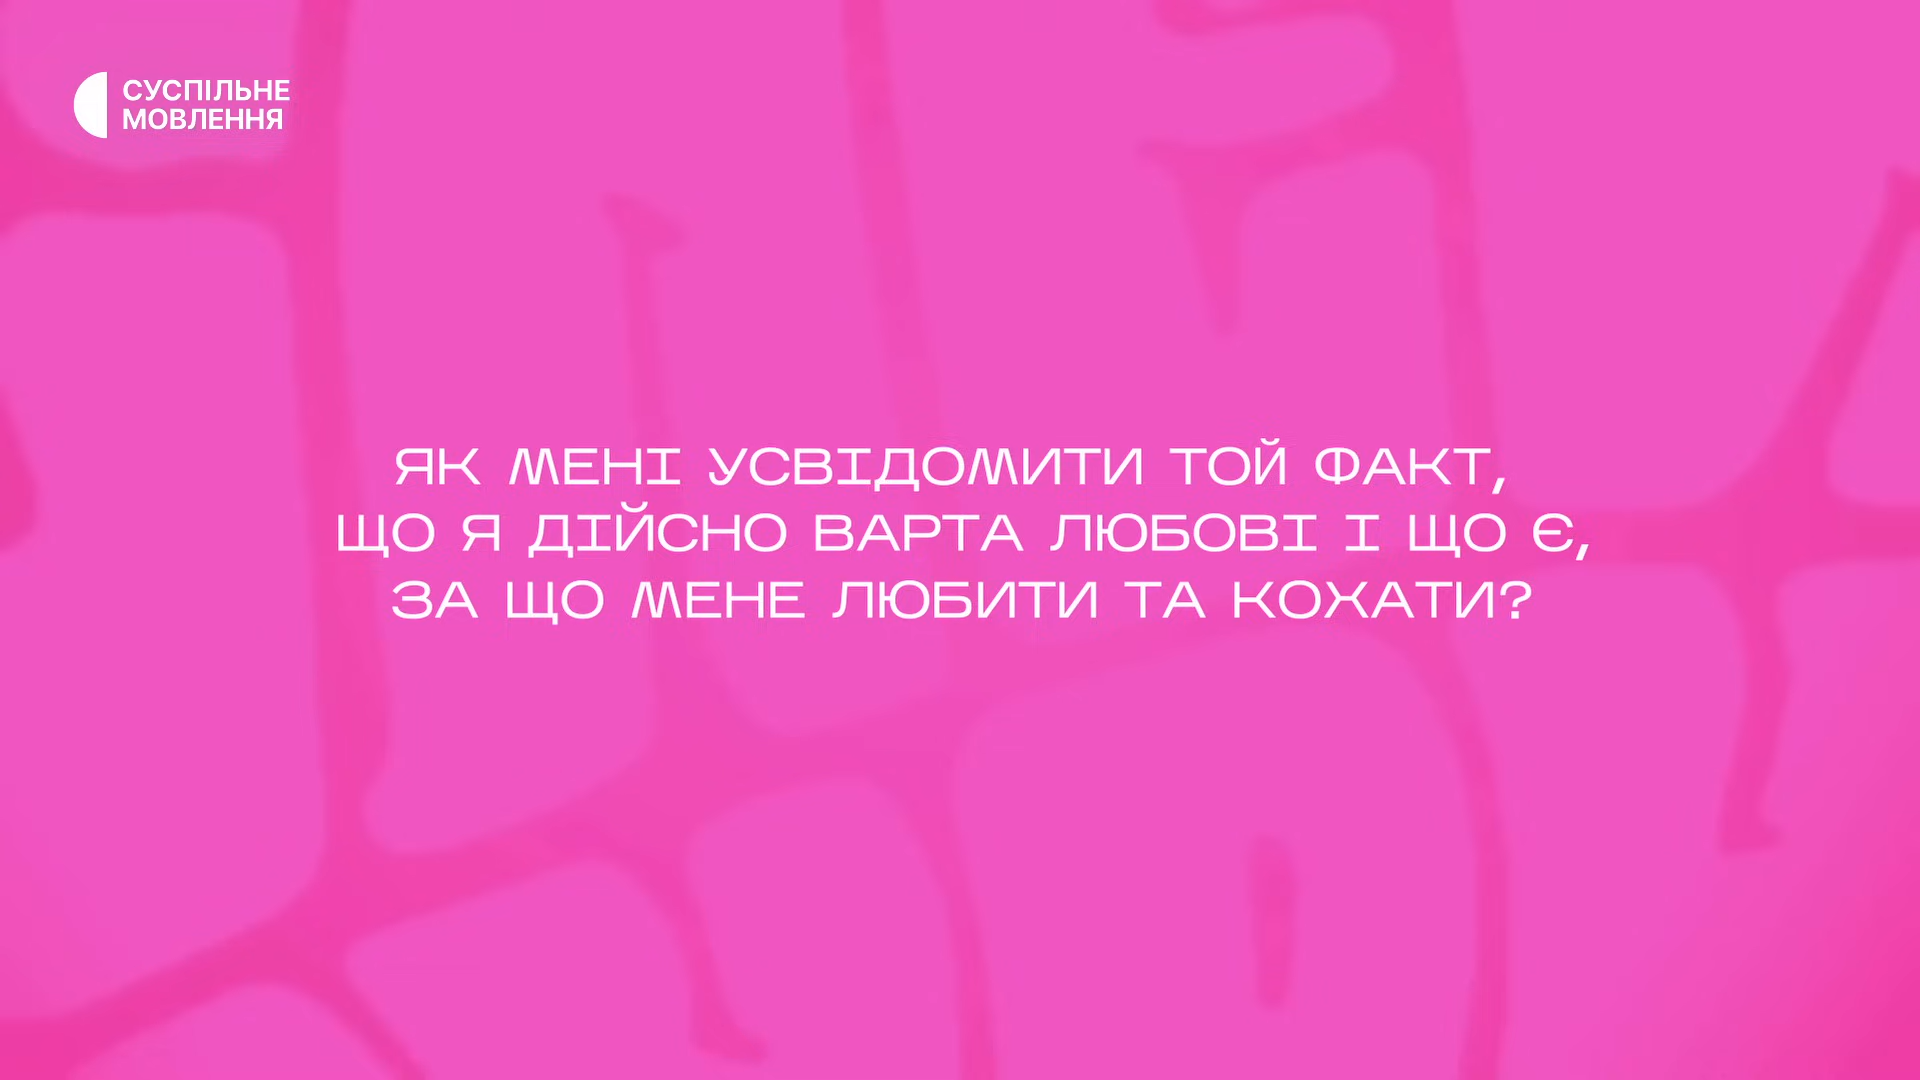 СУСПІЛЬНЕ
МОВЛЕННЯ
ЯК МЕНІ УСВІДОМИТИ ТОЙ ФАКТ,
ЩО Я ДІЙСНО ВАРТА ЛЮБОВІ І ЩО Є,
ЗА ЩО МЕНЕ ЛЮБИТИ ТА КОХАТИ?